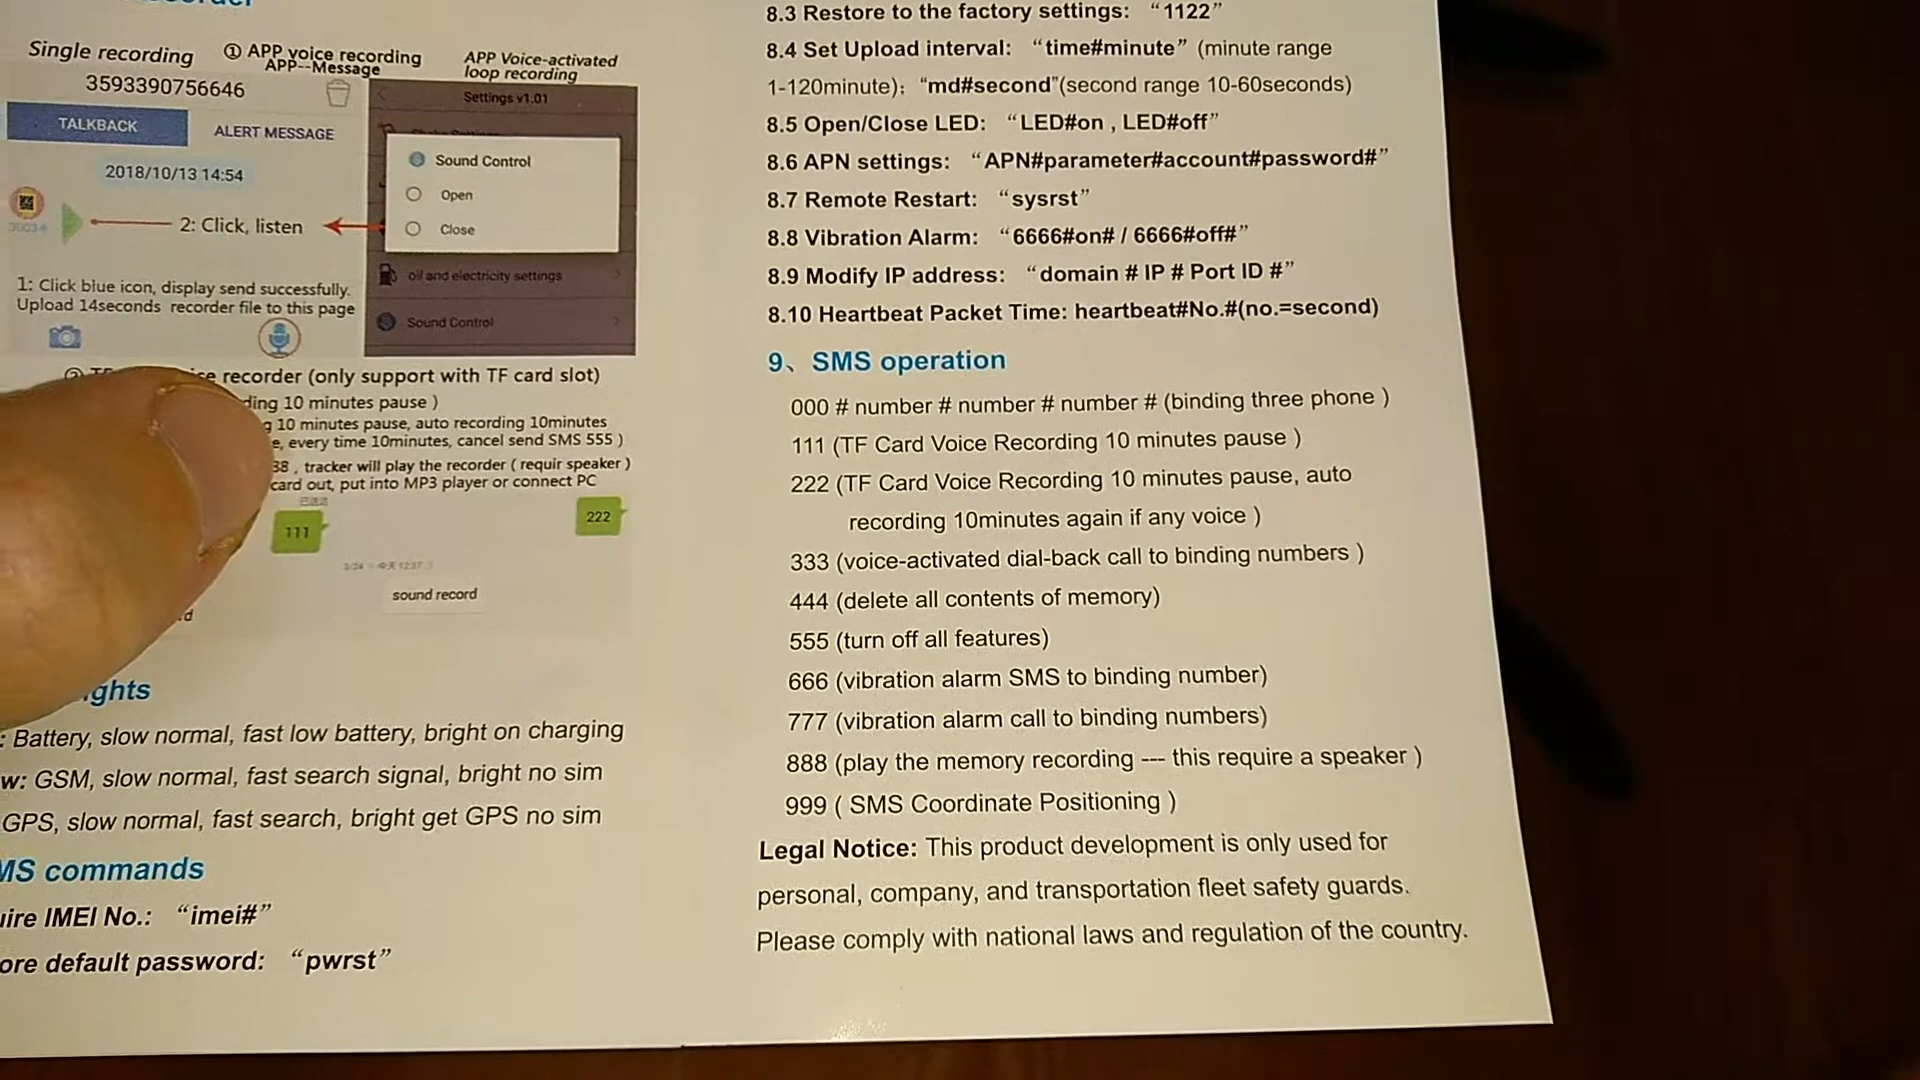 Single recording
① APP voice recording
APP--Message
APP Voice-activated
loop recording
3593390756646
Settings v1.01
TALKBACK
ALERT MESSAGE
Sound Control
2018/10/13 14:54
Open
2: Click, listen
Close
oil and electricity settings
1: Click blue icon, display send successfully.
Upload 14seconds recorder file to this page
Sound Control
recorder (only support with TF card slot)
10 minutes pause )
10 minutes pause, auto recording 10minutes
every time 10minutes, cancel send SMS 555 )
, tracker will play the recorder ( requir speaker )
card out, put into MP3 player or connect PC
111
222
sound record
: Battery, slow normal, fast low battery, bright on charging
w: GSM, slow normal, fast search signal, bright no sim
GPS, slow normal, fast search, bright get GPS no sim
MS commands
uire IMEI No.: “imei#”
ore default password: “pwrst”
8.3 Restore to the factory settings: “1122”
8.4 Set Upload interval: “time#minute” (minute range
1-120minute); “md#second”(second range 10-60seconds)
8.5 Open/Close LED: “LED#on , LED#off”
8.6 APN settings: “APN#parameter#account#password#”
8.7 Remote Restart: “sysrst”
8.8 Vibration Alarm: “6666#on# / 6666#off#”
8.9 Modify IP address: “domain # IP # Port ID #”
8.10 Heartbeat Packet Time: heartbeat#No.#(no.=second)
9、SMS operation
000 # number # number # number # (binding three phone )
111 (TF Card Voice Recording 10 minutes pause )
222 (TF Card Voice Recording 10 minutes pause, auto
recording 10minutes again if any voice )
333 (voice-activated dial-back call to binding numbers )
444 (delete all contents of memory)
555 (turn off all features)
666 (vibration alarm SMS to binding number)
777 (vibration alarm call to binding numbers)
888 (play the memory recording --- this require a speaker )
999 ( SMS Coordinate Positioning )
Legal Notice: This product development is only used for
personal, company, and transportation fleet safety guards.
Please comply with national laws and regulation of the country.